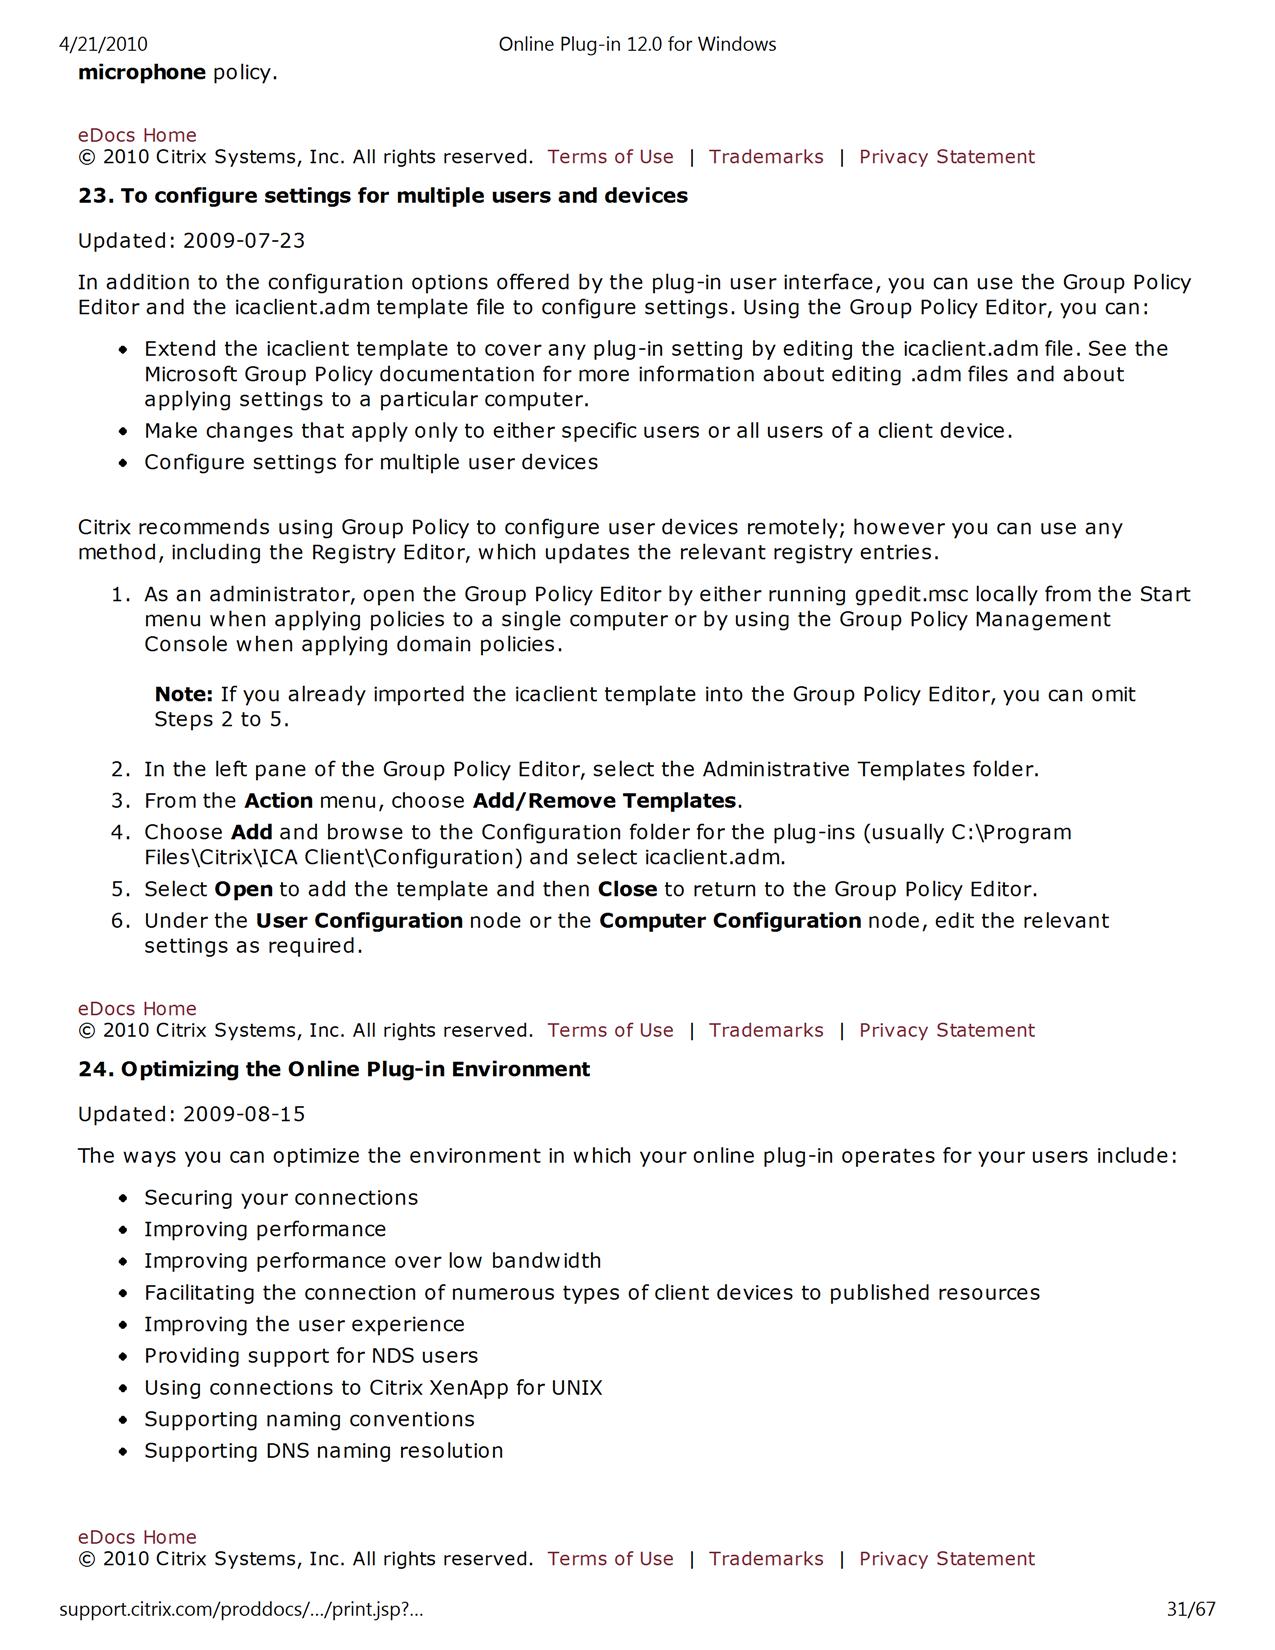 4/21/2010 Online Plug-in 12.0 for Windows
microphone policy.
eDocs Home
© 2010 Citrix Systems, Inc. All rights reserved. Terms of Use | Trademarks | Privacy Statement
23. To configure settings for multiple users and devices
Updated: 2009-07-23
In addition to the configuration options offered by the plug-in user interface, you can use the Group Policy
Editor and the icaclient.adm template file to configure settings. Using the Group Policy Editor, you can:
• Extend the icaclient template to cover any plug-in setting by editing the icaclient.adm file. See the
Microsoft Group Policy documentation for more information about editing .adm files and about
applying settings to a particular computer.
• Make changes that apply only to either specific users or all users of a client device.
• Configure settings for multiple user devices
Citrix recommends using Group Policy to configure user devices remotely; however you can use any
method, including the Registry Editor, which updates the relevant registry entries.
1. As an administrator, open the Group Policy Editor by either running gpedit.msc locally from the Start
menu when applying policies to a single computer or by using the Group Policy Management
Console when applying domain policies.
Note: If you already imported the icaclient template into the Group Policy Editor, you can omit
Steps 2 to 5.
2. In the left pane of the Group Policy Editor, select the Administrative Templates folder.
3. From the Action menu, choose Add/Remove Templates.
4. Choose Add and browse to the Configuration folder for the plug-ins (usually C:\Program
Files\Citrix\ICA Client\Configuration) and select icaclient.adm.
5. Select Open to add the template and then Close to return to the Group Policy Editor.
6. Under the User Configuration node or the Computer Configuration node, edit the relevant
settings as required.
eDocs Home
© 2010 Citrix Systems, Inc. All rights reserved. Terms of Use | Trademarks | Privacy Statement
24. Optimizing the Online Plug-in Environment
Updated: 2009-08-15
The ways you can optimize the environment in which your online plug-in operates for your users include:
• Securing your connections
• Improving performance
• Improving performance over low bandwidth
• Facilitating the connection of numerous types of client devices to published resources
• Improving the user experience
• Providing support for NDS users
• Using connections to Citrix XenApp for UNIX
• Supporting naming conventions
• Supporting DNS naming resolution
eDocs Home
© 2010 Citrix Systems, Inc. All rights reserved. Terms of Use | Trademarks | Privacy Statement
support.citrix.com/proddocs/.../print.jsp?... 31/67